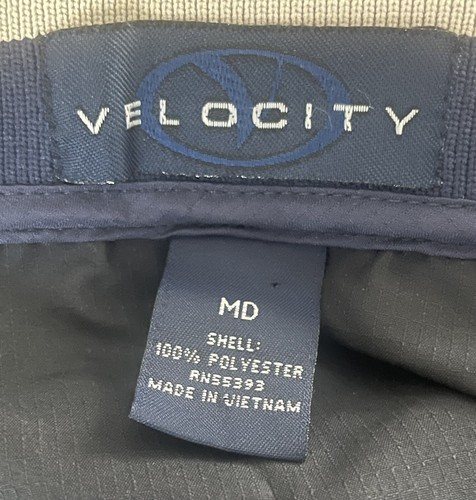 VELOCITY
MD
SHELL:
100% POLYESTER
RN55393
MADE IN VIETNAM